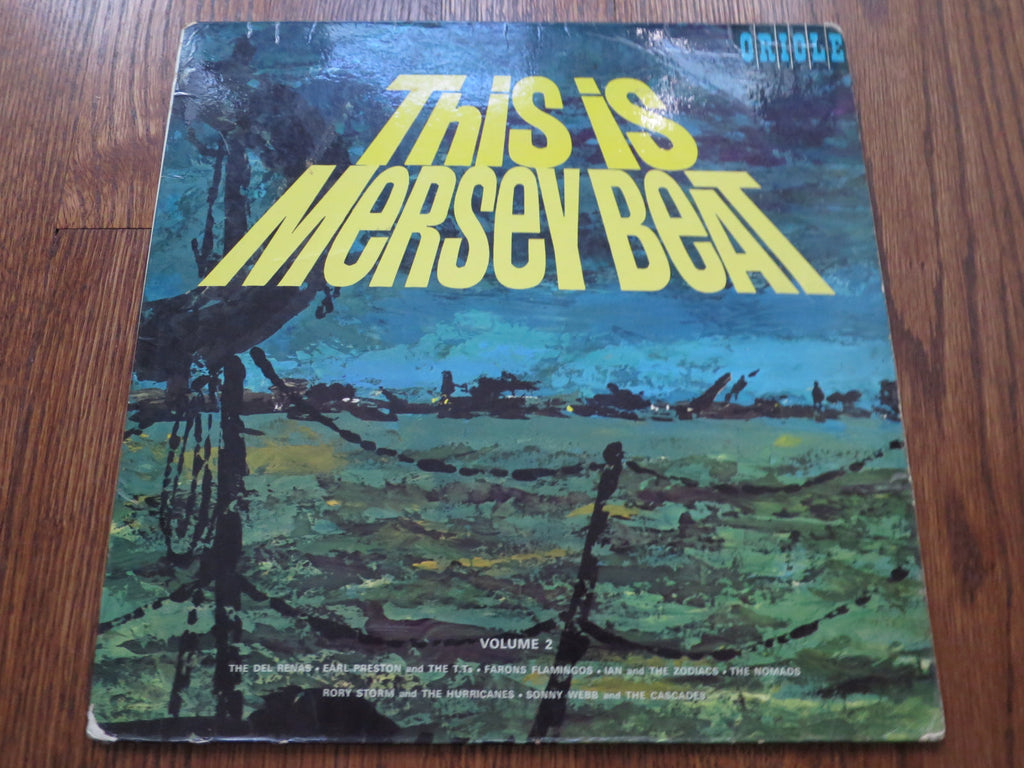 ORIOLE
This is
MeRSeY BeAT
VOLUME 2
THE DEL RENAS • EARL PRESTON and THE T.Ts • FARONS FLAMINGOS • IAN and THE ZODIACS • THE NOMADS
RORY STORM and THE HURRICANES • SONNY WEBB and THE CASCADES